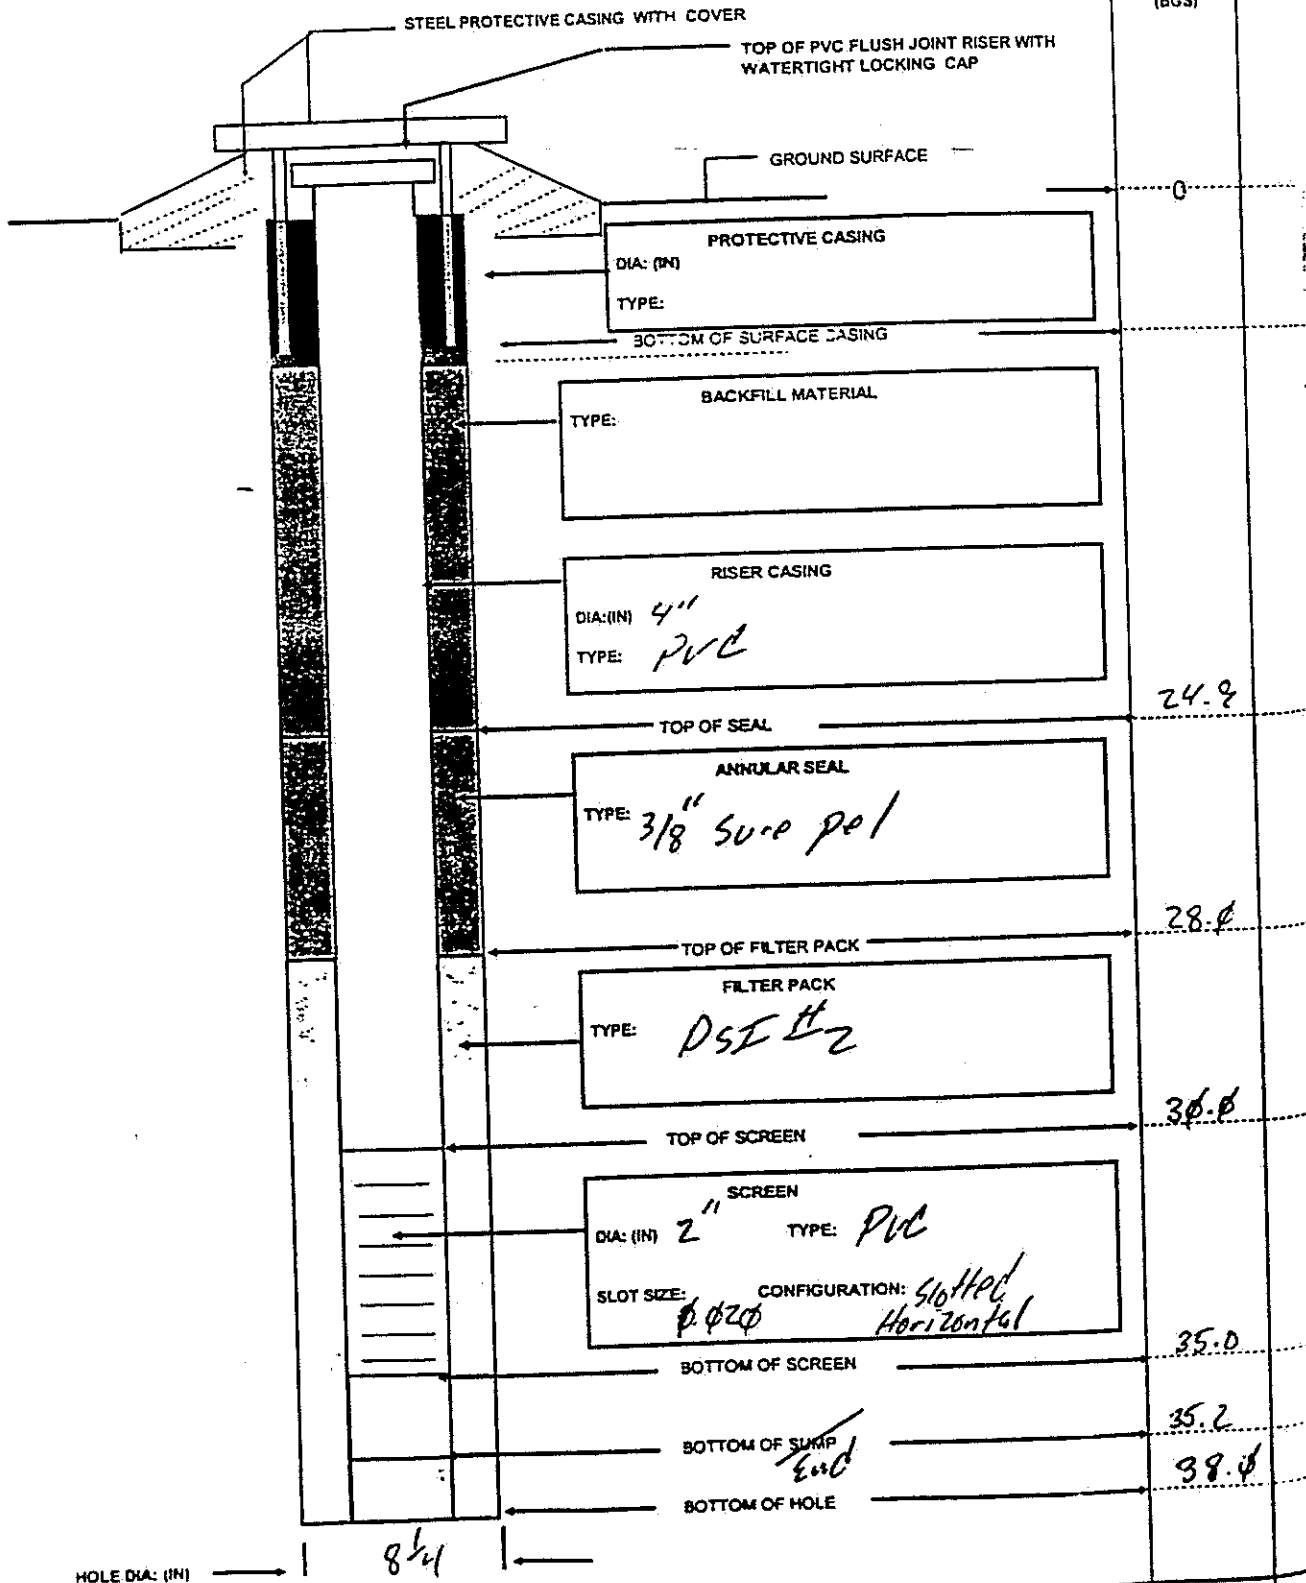 (BGS)
STEEL PROTECTIVE CASING WITH COVER
TOP OF PVC FLUSH JOINT RISER WITH
WATERTIGHT LOCKING CAP
GROUND SURFACE
0
PROTECTIVE CASING
DIA: (IN)
TYPE:
BOTTOM OF SURFACE CASING
BACKFILL MATERIAL
TYPE:
RISER CASING
DIA:(IN) 4"
TYPE: PVC
TOP OF SEAL
ANNULAR SEAL
TYPE: 3/8" Sure pel
TOP OF FILTER PACK 28.0
FILTER PACK
TYPE: DSI #2
TOP OF SCREEN 30.0
SCREEN
DIA: (IN) 2" TYPE: PVC
SLOT SIZE: 0.020 CONFIGURATION: Slotted
Horizontal
BOTTOM OF SCREEN 35.0
BOTTOM OF SUMP 35.2
End
BOTTOM OF HOLE
HOLE DIA: (IN) 8 1/4